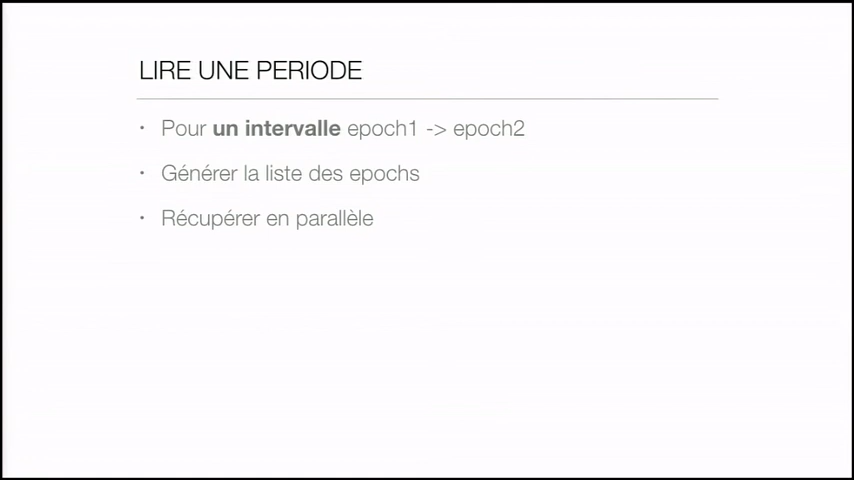 LIRE UNE PERIODE
• Pour un intervalle epoch1 -> epoch2
• Générer la liste des epochs
• Récupérer en parallèle